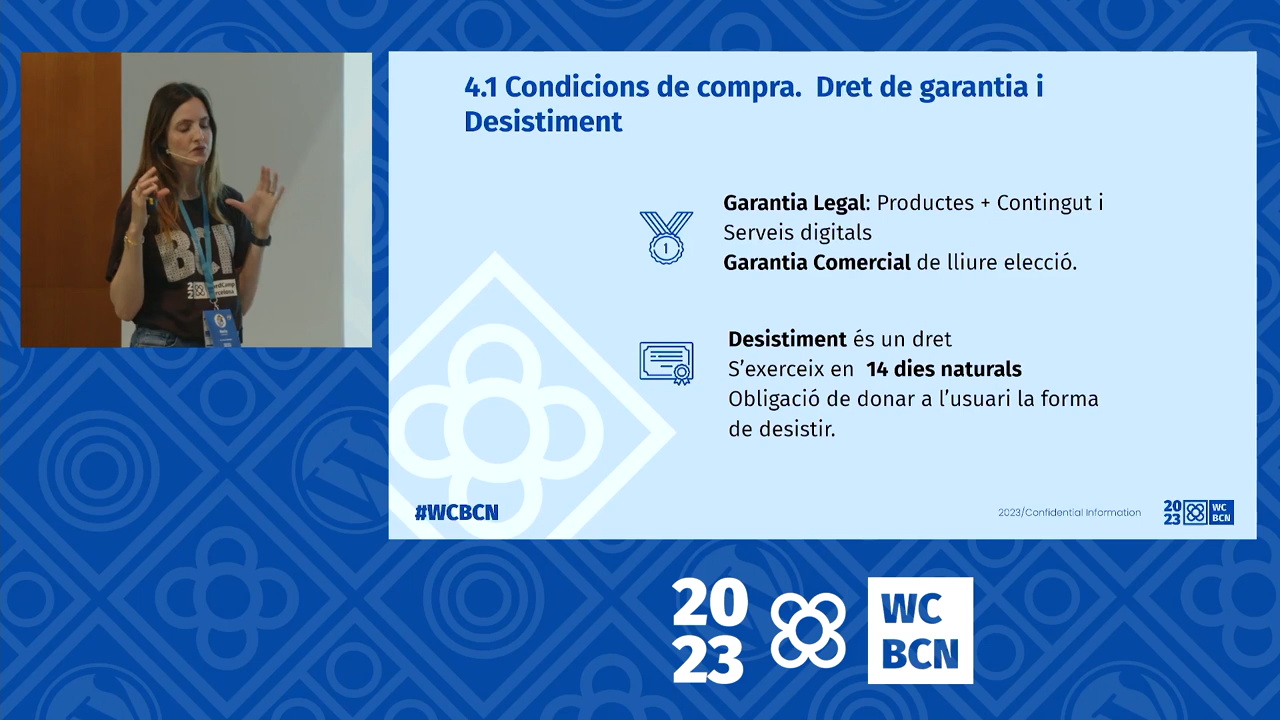 4.1 Condicions de compra.  Dret de garantia i
Desistiment
Garantia Legal: Productes + Contingut i
Serveis digitals
Garantia Comercial de lliure elecció.
1
Desistiment és un dret
S’exerceix en  14 dies naturals
Obligació de donar a l’usuari la forma
de desistir.
#WCBCN
2023/Confidential Information
20
23
WC
BCN
BCN
20
23
WC
BCN